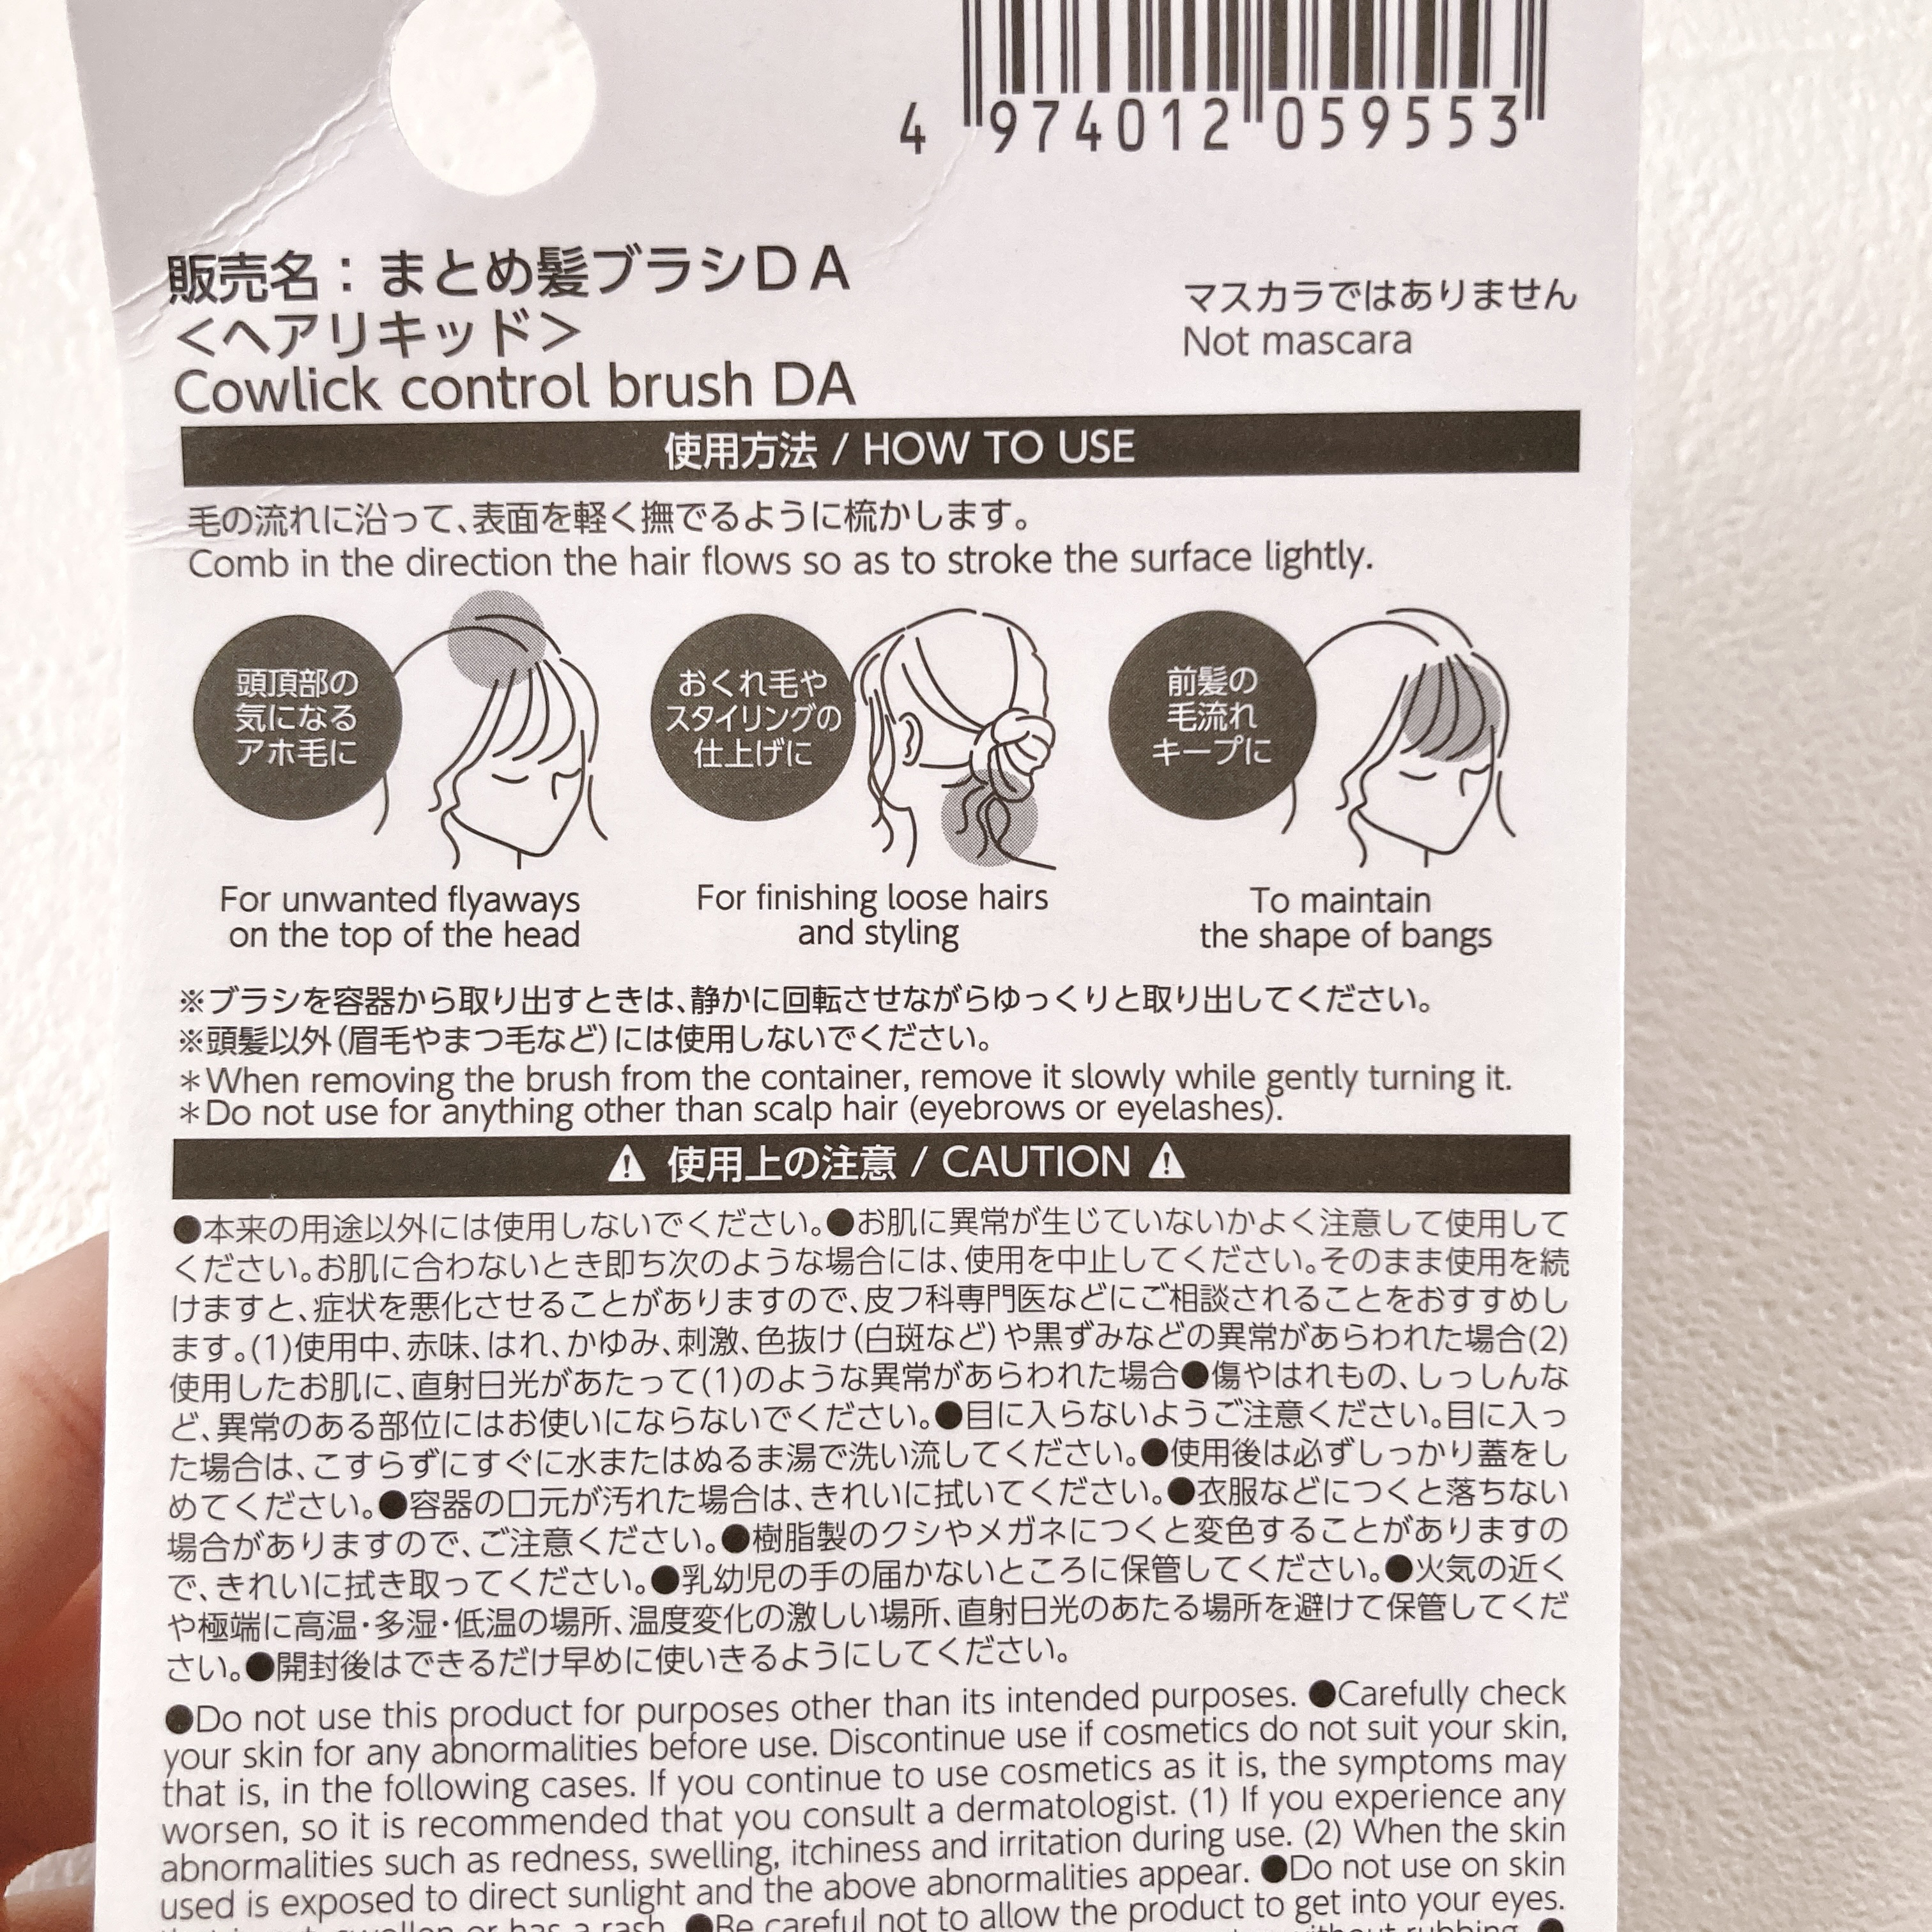 4 974012 059553
販売名：まとめ髪ブラシＤＡ
＜ヘアリキッド＞
Cowlick control brush DA
マスカラではありません
Not mascara
使用方法 / HOW TO USE
毛の流れに沿って、表面を軽く撫でるように梳かします。
Comb in the direction the hair flows so as to stroke the surface lightly.
頭頂部の
気になる
アホ毛に
For unwanted flyaways
on the top of the head
おくれ毛や
スタイリングの
仕上げに
For finishing loose hairs
and styling
前髪の
毛流れ
キープに
To maintain
the shape of bangs
※ブラシを容器から取り出すときは、静かに回転させながらゆっくりと取り出してください。
※頭髪以外(眉毛やまつ毛など)には使用しないでください。
＊When removing the brush from the container, remove it slowly while gently turning it.
＊Do not use for anything other than scalp hair (eyebrows or eyelashes).
⚠ 使用上の注意 / CAUTION ⚠
●本来の用途以外には使用しないでください。●お肌に異常が生じていないかよく注意して使用して
ください。お肌に合わないとき即ち次のような場合には、使用を中止してください。そのまま使用を続
けますと、症状を悪化させることがありますので、皮フ科専門医などにご相談されることをおすすめし
ます。(1)使用中、赤味、はれ、かゆみ、刺激、色抜け(白斑など)や黒ずみなどの異常があらわれた場合(2)
使用したお肌に、直射日光があたって(1)のような異常があらわれた場合●傷やはれもの、しっしんな
ど、異常のある部位にはお使いにならないでください。●目に入らないようご注意ください。目に入っ
た場合は、こすらずにすぐに水またはぬるま湯で洗い流してください。●使用後は必ずしっかり蓋をし
めてください。●容器の口元が汚れた場合は、きれいに拭いてください。●衣服などにつくと落ちない
場合がありますので、ご注意ください。●樹脂製のクシやメガネにつくと変色することがありますの
で、きれいに拭き取ってください。●乳幼児の手の届かないところに保管してください。●火気の近く
や極端に高温・多湿・低温の場所、温度変化の激しい場所、直射日光のあたる場所を避けて保管してくだ
さい。●開封後はできるだけ早めに使いきるようにしてください。
●Do not use this product for purposes other than its intended purposes. ●Carefully check
your skin for any abnormalities before use. Discontinue use if cosmetics do not suit your skin,
that is, in the following cases. If you continue to use cosmetics as it is, the symptoms may
worsen, so it is recommended that you consult a dermatologist. (1) If you experience any
abnormalities such as redness, swelling, itchiness and irritation during use. (2) When the skin
used is exposed to direct sunlight and the above abnormalities appear. ●Do not use on skin
swollen or has a rash. ●Be careful not to allow the product to get into your eyes.
without rubbing. ●